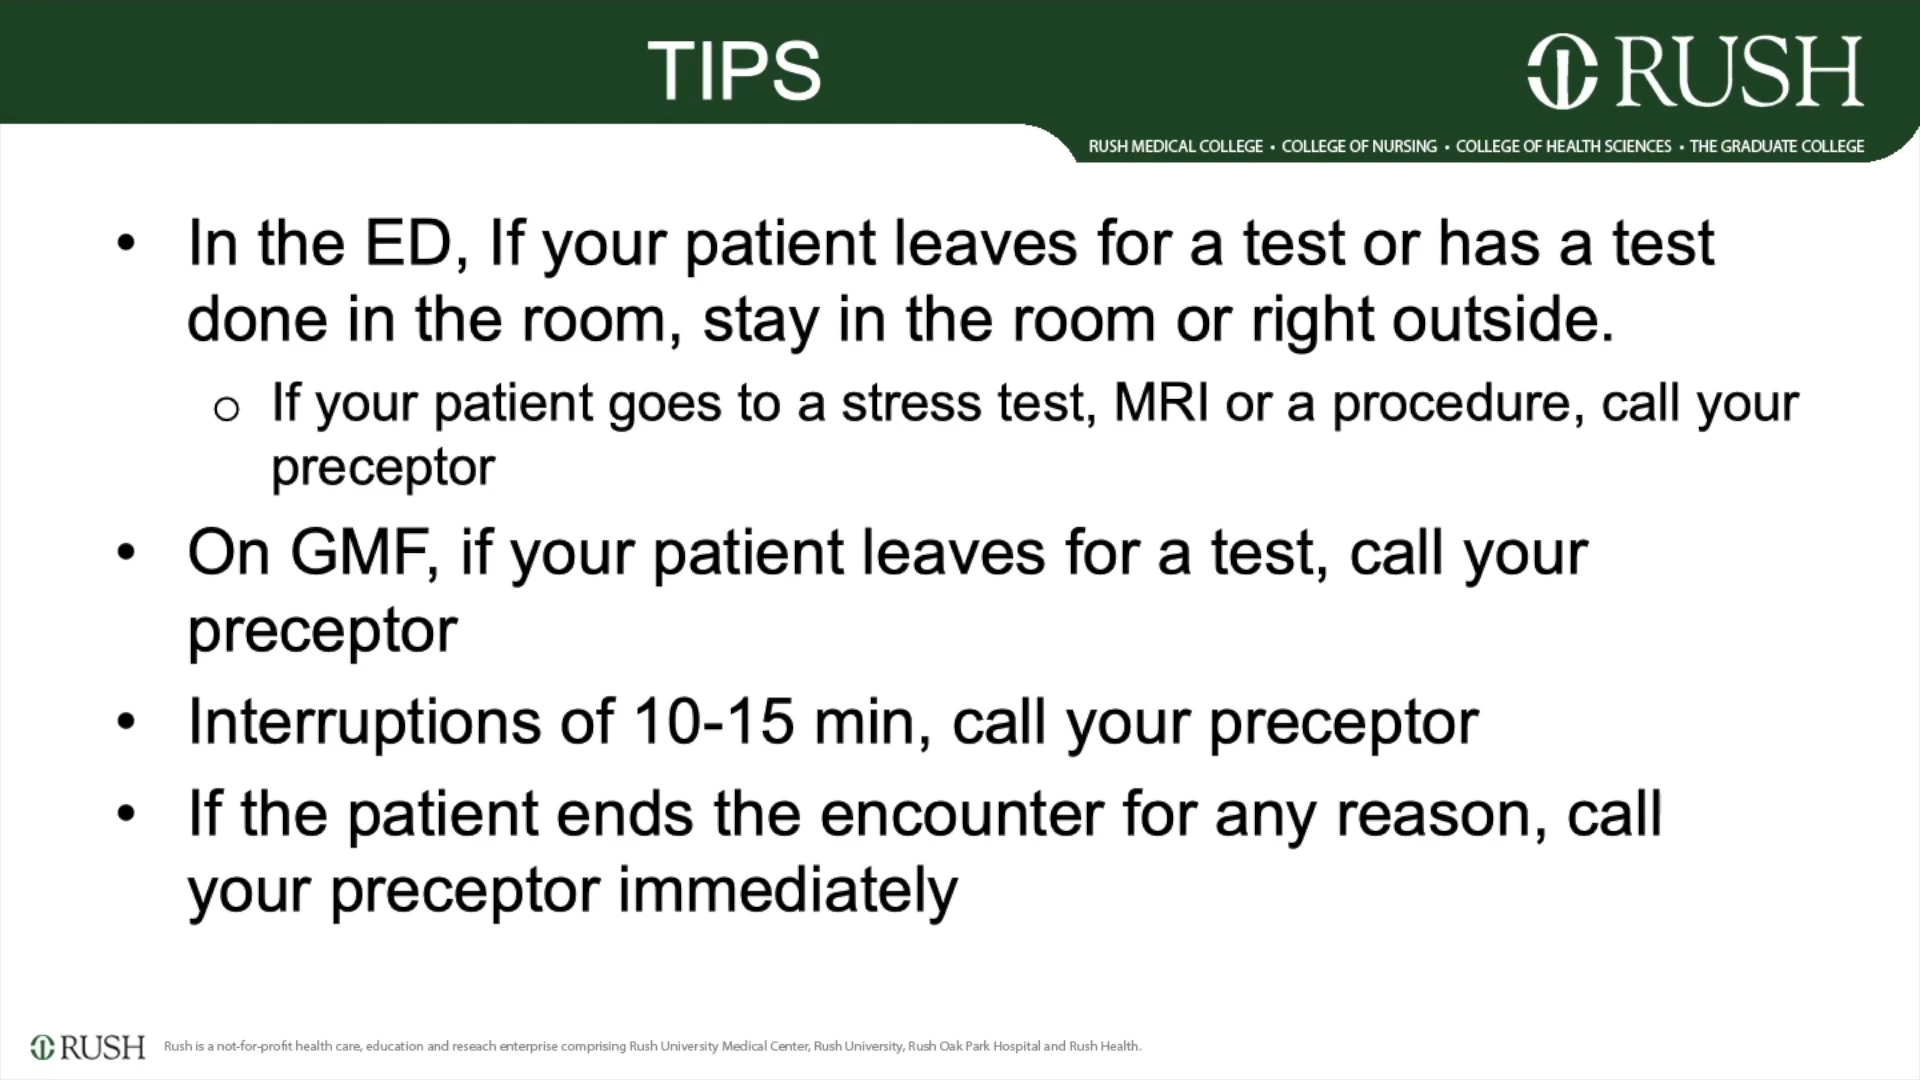 TIPS
RUSH
RUSH MEDICAL COLLEGE • COLLEGE OF NURSING • COLLEGE OF HEALTH SCIENCES • THE GRADUATE COLLEGE
• In the ED, If your patient leaves for a test or has a test
done in the room, stay in the room or right outside.
o If your patient goes to a stress test, MRI or a procedure, call your
preceptor
• On GMF, if your patient leaves for a test, call your
preceptor
• Interruptions of 10-15 min, call your preceptor
• If the patient ends the encounter for any reason, call
your preceptor immediately
RUSH Rush is a not-for-profit health care, education and reseach enterprise comprising Rush University Medical Center, Rush University, Rush Oak Park Hospital and Rush Health.